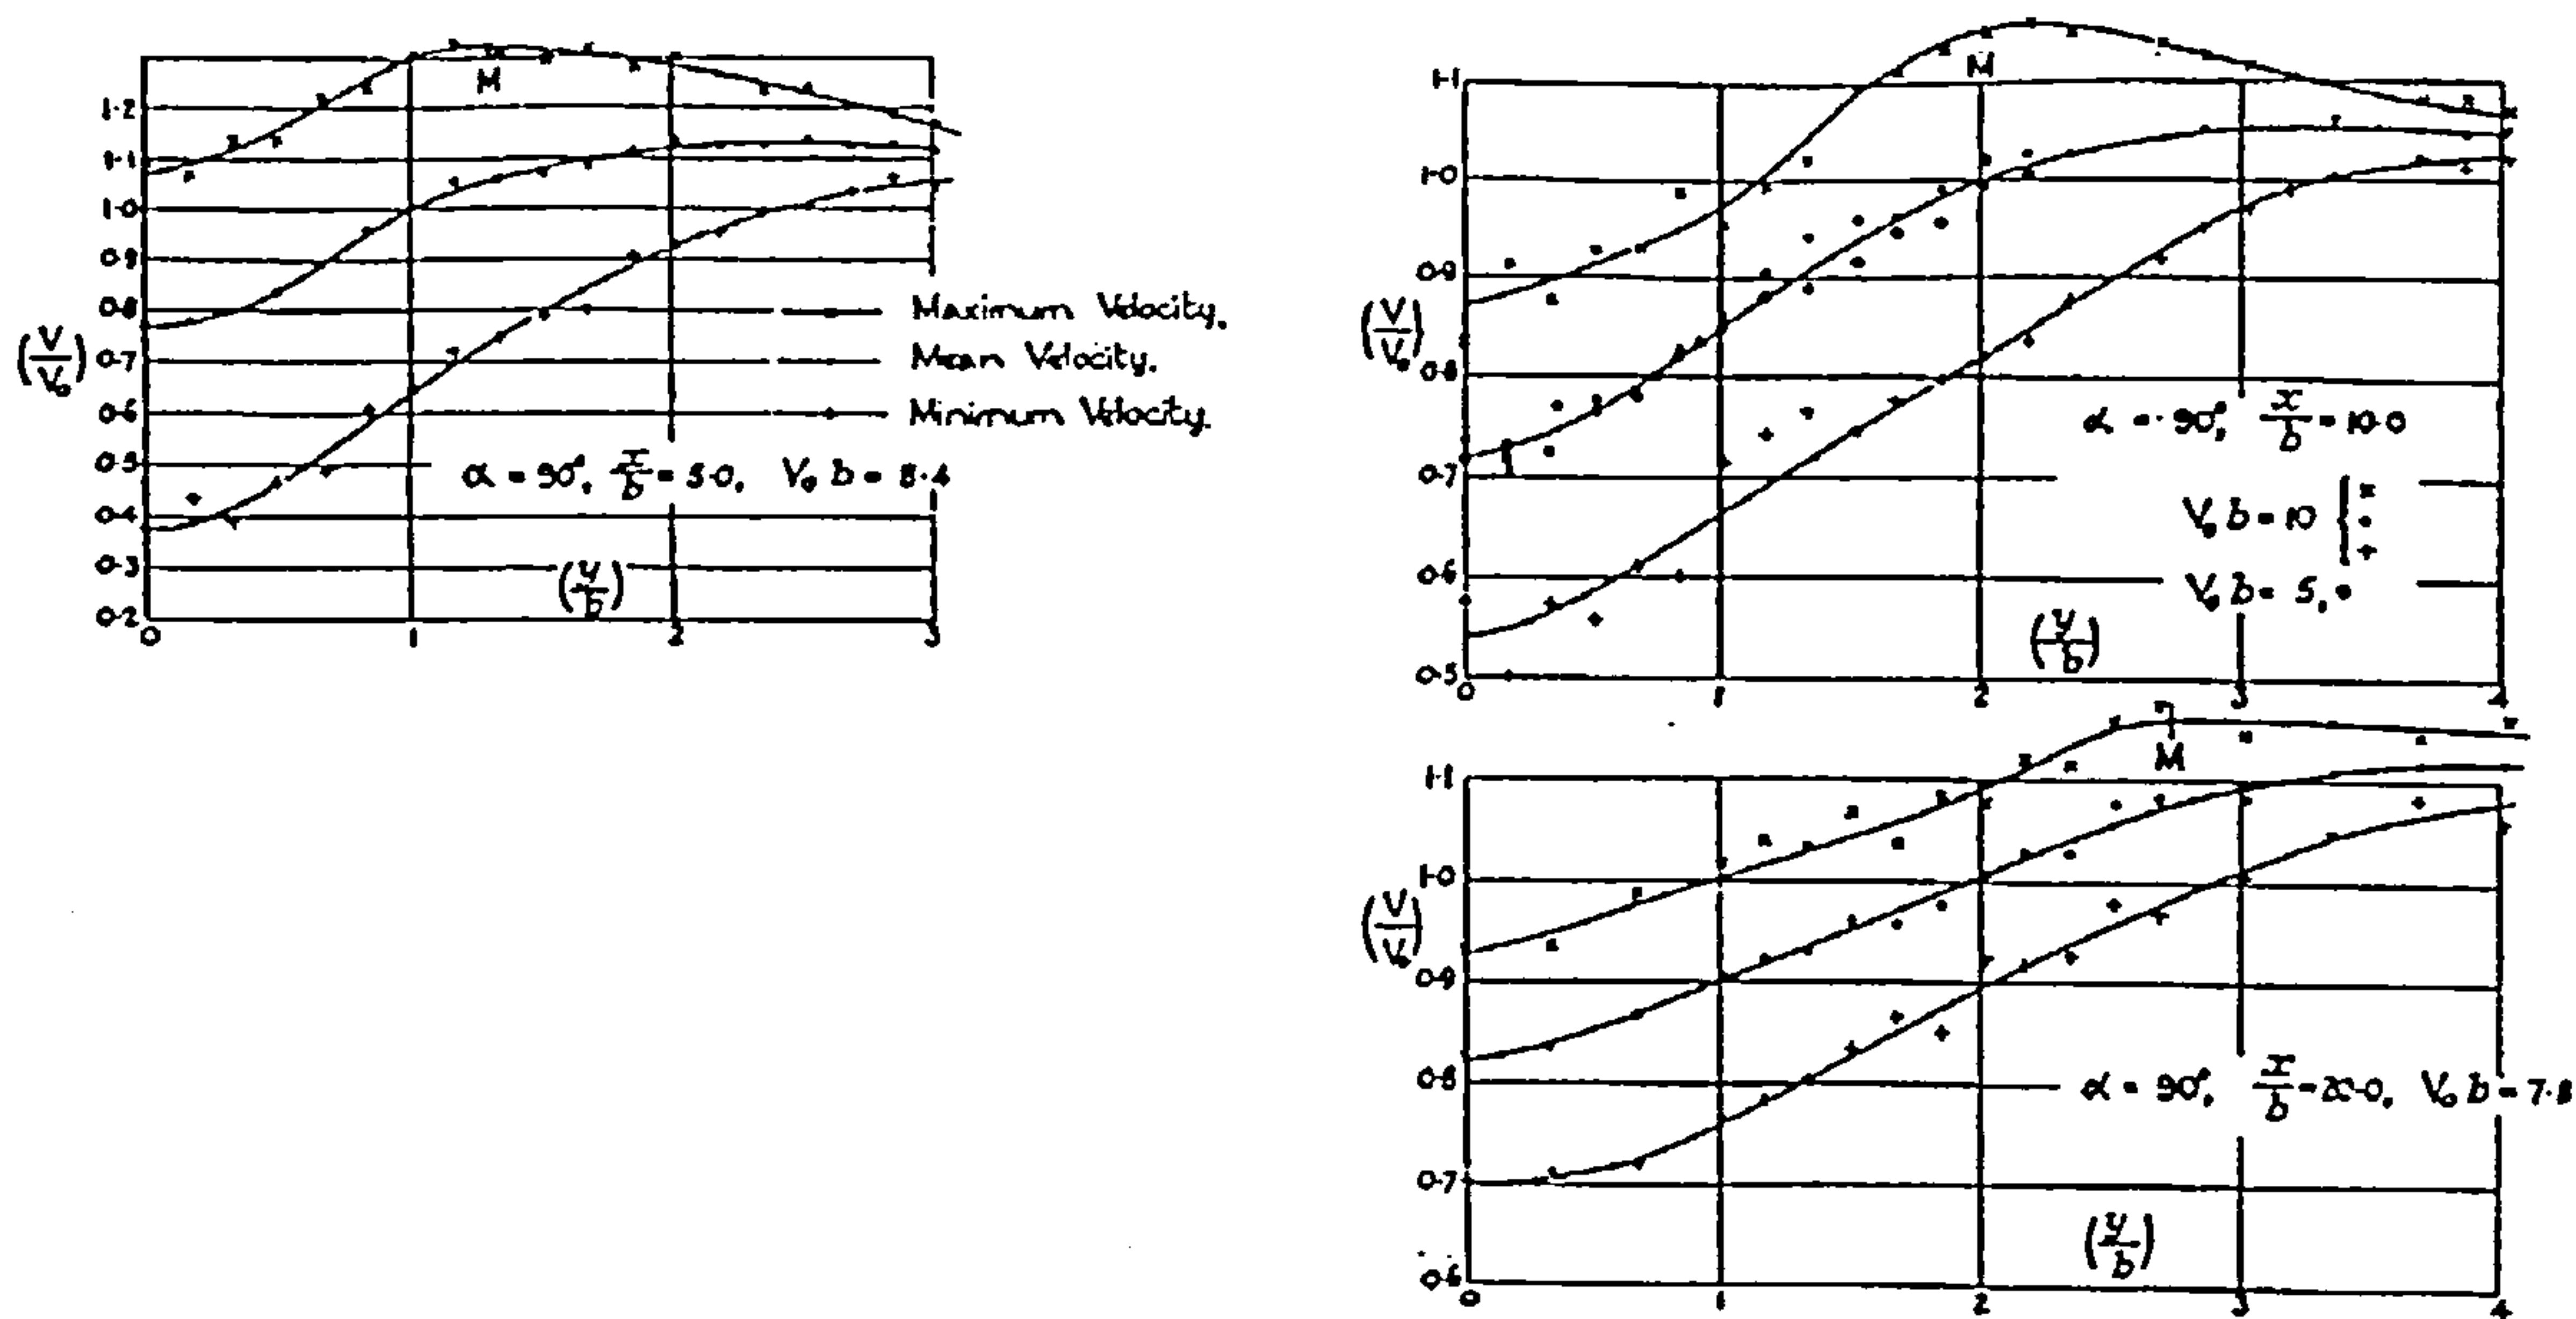 M
1.2
1.1
1.0
0.9
0.8
0.7
0.6
0.5
0.4
0.3
0.2
(V/V₀)
Maximum Velocity.
Mean Velocity.
Minimum Velocity.
α = 90°, x/b = 5.0, V₀ b = 8.4
(y/b)
0 1 2 3
M
1.1
1.0
0.9
0.8
0.7
0.6
0.5
(V/V₀)
α = 90°, x/b = 10.0
V₀ b = 10 { x • +
V₀ b = 5, •
(y/b)
0 1 2 3 4
M
1.1
1.0
0.9
0.8
0.7
0.6
(V/V₀)
α = 90°, x/b = 20.0, V₀ b = 7.8
(y/b)
0 1 2 3 4